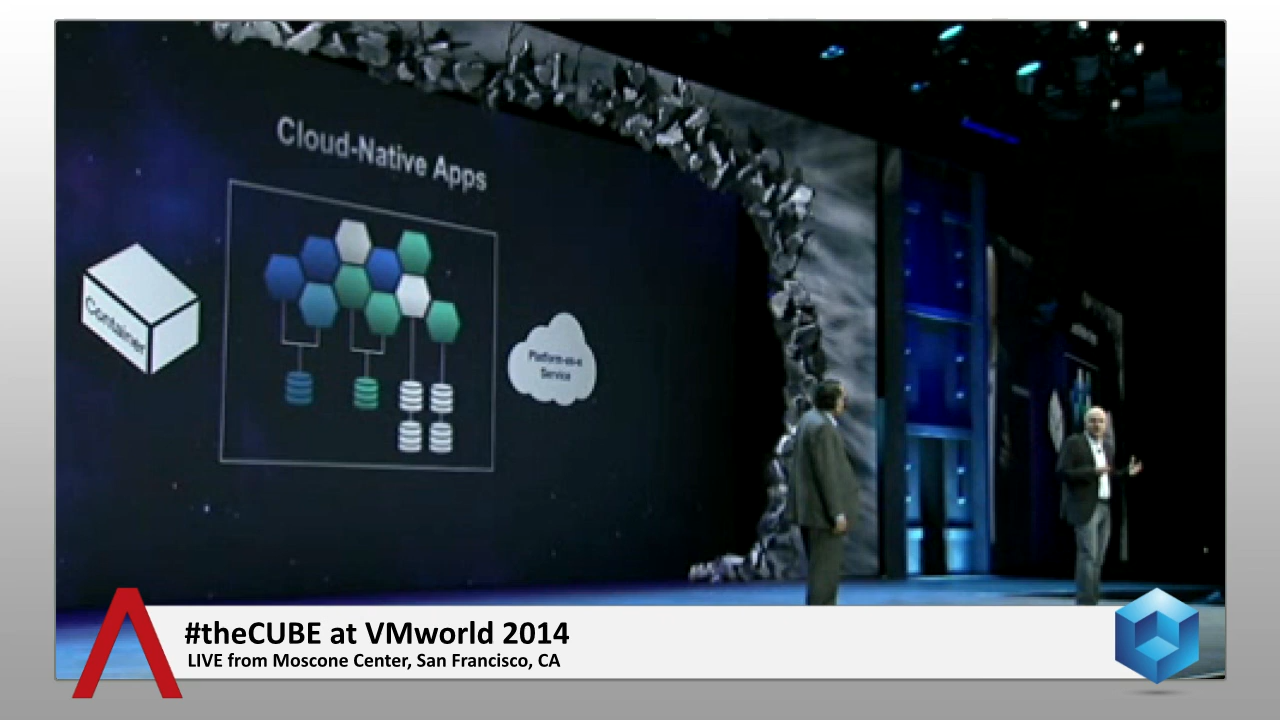 Cloud-Native Apps
Container
Platform-as-a
Service
#theCUBE at VMworld 2014
LIVE from Moscone Center, San Francisco, CA